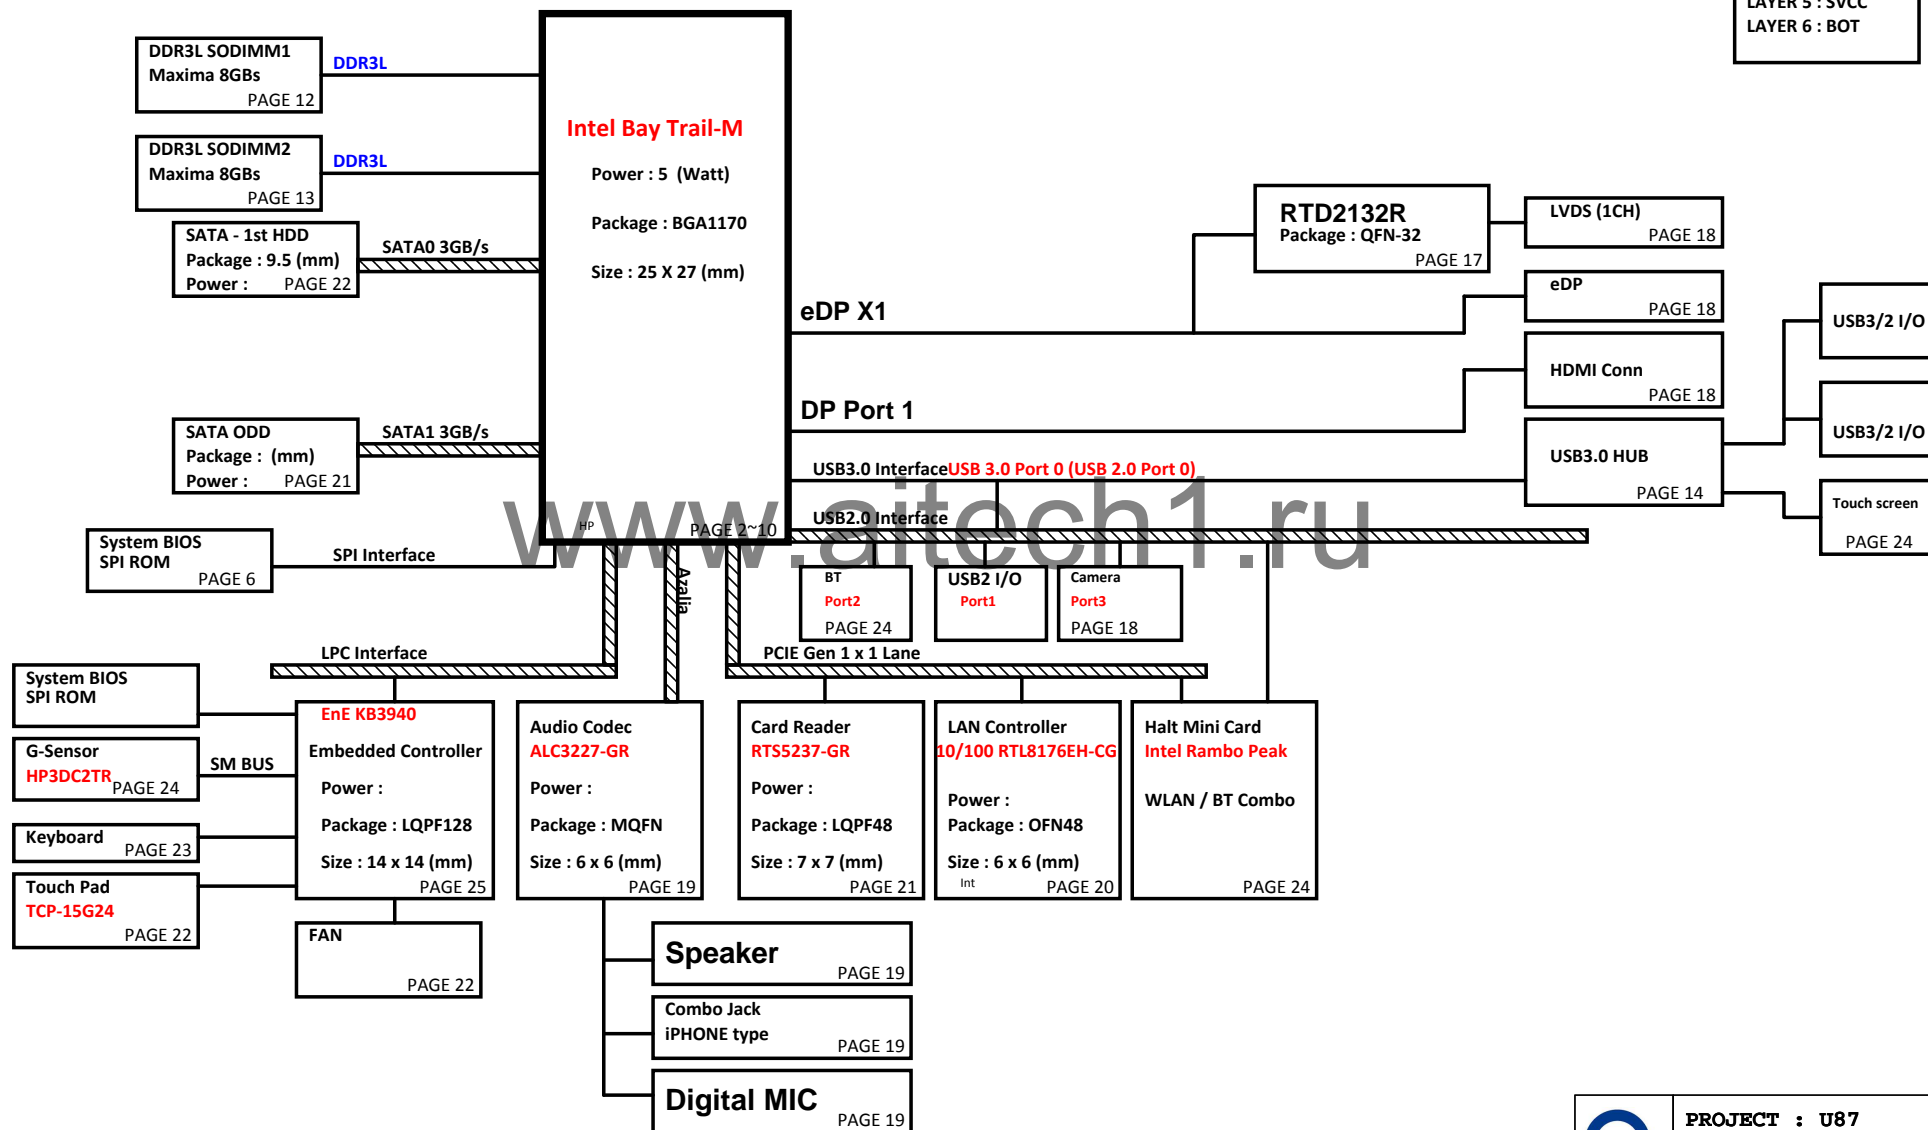 LAYER 5 : SVCC
LAYER 6 : BOT
DDR3L SODIMM1
Maxima 8GBs
PAGE 12
DDR3L
DDR3L SODIMM2
Maxima 8GBs
PAGE 13
DDR3L
SATA - 1st HDD
Package : 9.5 (mm)
Power : PAGE 22
SATA0 3GB/s
SATA ODD
Package : (mm)
Power : PAGE 21
SATA1 3GB/s
System BIOS
SPI ROM
PAGE 6
SPI Interface
Intel Bay Trail-M
Power : 5 (Watt)
Package : BGA1170
Size : 25 X 27 (mm)
HP
PAGE 2~10
eDP X1
DP Port 1
USB3.0 Interface USB 3.0 Port 0 (USB 2.0 Port 0)
USB2.0 Interface
RTD2132R
Package : QFN-32
PAGE 17
LVDS (1CH)
PAGE 18
eDP
PAGE 18
HDMI Conn
PAGE 18
USB3.0 HUB
PAGE 14
USB3/2 I/O
USB3/2 I/O
Touch screen
PAGE 24
www.aitech1.ru
BT
Port2
PAGE 24
USB2 I/O
Port1
Camera
Port3
PAGE 18
Azalia
LPC Interface
PCIE Gen 1 x 1 Lane
System BIOS
SPI ROM
G-Sensor
HP3DC2TR
PAGE 24
SM BUS
Keyboard
PAGE 23
Touch Pad
TCP-15G24
PAGE 22
EnE KB3940
Embedded Controller
Power :
Package : LQPF128
Size : 14 x 14 (mm)
PAGE 25
FAN
PAGE 22
Audio Codec
ALC3227-GR
Power :
Package : MQFN
Size : 6 x 6 (mm)
PAGE 19
Card Reader
RTS5237-GR
Power :
Package : LQPF48
Size : 7 x 7 (mm)
PAGE 21
LAN Controller
10/100 RTL8176EH-CG
Power :
Package : OFN48
Size : 6 x 6 (mm)
Int
PAGE 20
Halt Mini Card
Intel Rambo Peak
WLAN / BT Combo
PAGE 24
Speaker
PAGE 19
Combo Jack
iPHONE type
PAGE 19
Digital MIC
PAGE 19
PROJECT : U87